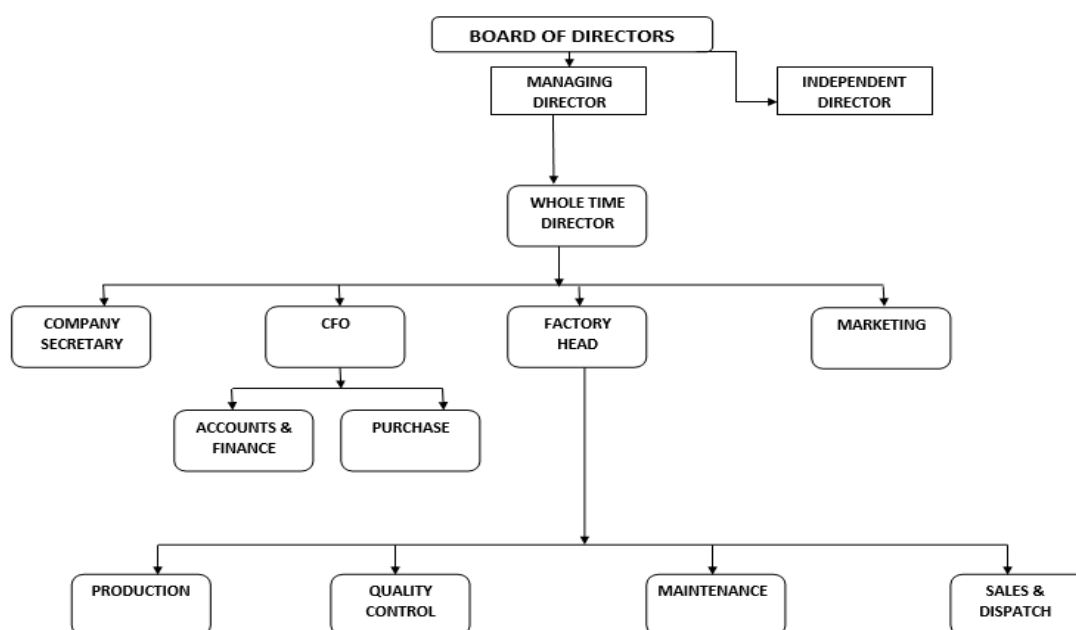 BOARD OF DIRECTORS
MANAGING
DIRECTOR
INDEPENDENT
DIRECTOR
WHOLE TIME
DIRECTOR
COMPANY
SECRETARY
CFO
FACTORY
HEAD
MARKETING
ACCOUNTS &
FINANCE
PURCHASE
PRODUCTION
QUALITY
CONTROL
MAINTENANCE
SALES &
DISPATCH